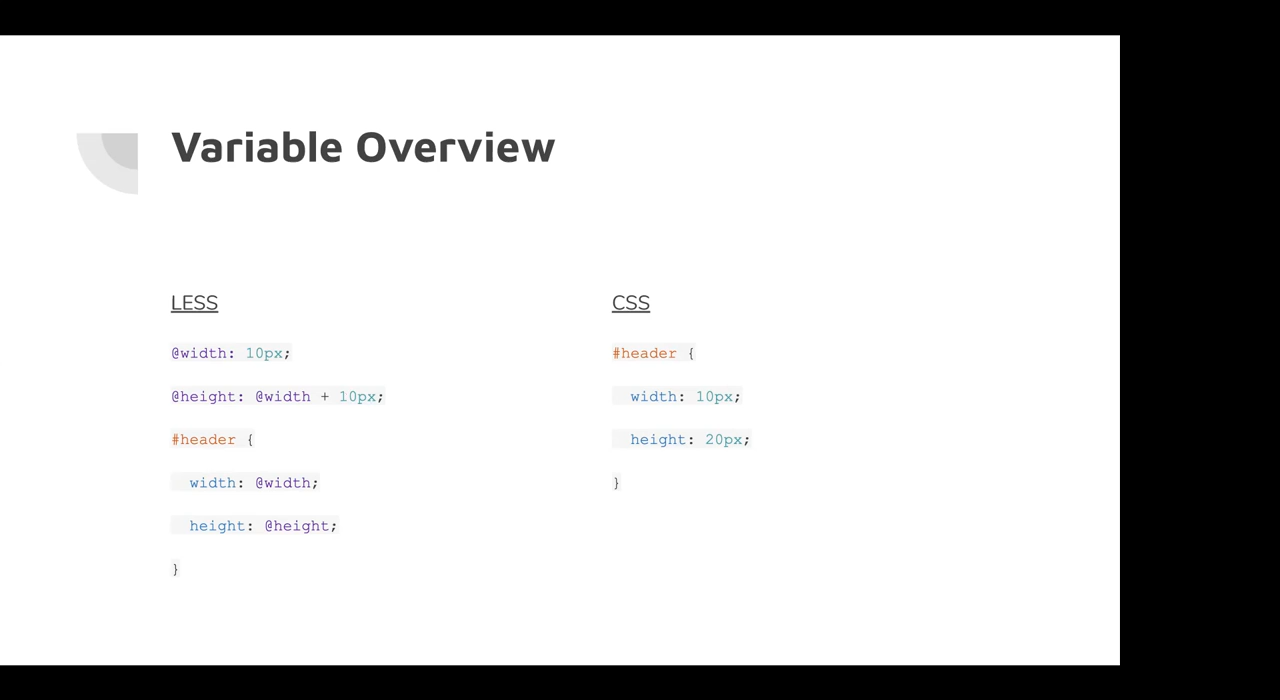 Variable Overview
LESS
@width: 10px;
@height: @width + 10px;
#header {
  width: @width;
  height: @height;
}
CSS
#header {
  width: 10px;
  height: 20px;
}